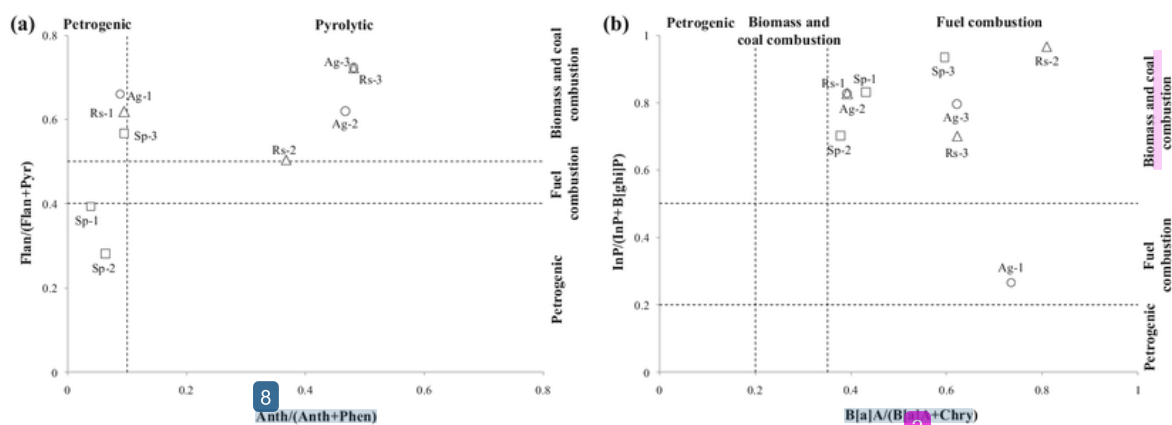 (a)
Petrogenic
Pyrolytic
0.8
0.6
0.4
0.2
0
Flan/(Flan+Pyr)
Ag-3
Rs-3
Ag-1
Rs-1
Sp-3
Ag-2
Rs-2
Sp-1
Sp-2
Biomass and coal
combustion
Fuel
combustion
Petrogenic
0
0.2
0.4
0.6
0.8
8
Anth/(Anth+Phen)
(b)
Petrogenic
Biomass and
coal combustion
Fuel combustion
1
0.8
0.6
0.4
0.2
0
InP/(InP+B[ghi]P)
Rs-2
Sp-3
Rs-1
Sp-1
Ag-2
Ag-3
Sp-2
Rs-3
Ag-1
Biomass and coal
combustion
Fuel
combustion
Petrogenic
0
0.2
0.4
0.6
0.8
1
B[a]A/(B[a]A+Chry)